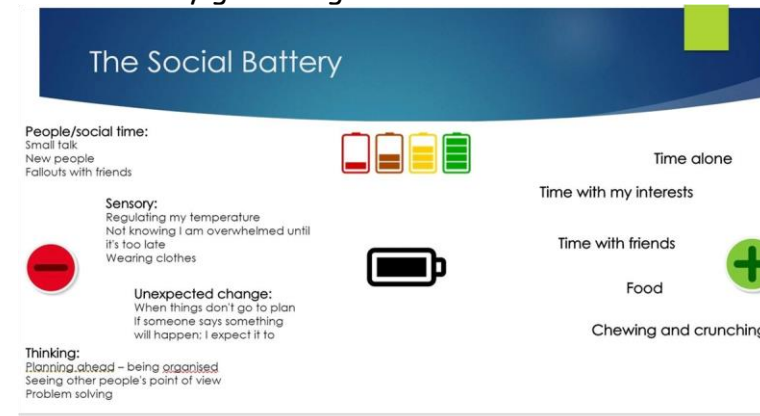 The Social Battery
People/social time:
Small talk
New people
Fallouts with friends
Sensory:
Regulating my temperature
Not knowing I am overwhelmed until
it's too late
Wearing clothes
Unexpected change:
When things don't go to plan
If someone says something
will happen; I expect it to
Thinking:
Planning ahead – being organised
Seeing other people's point of view
Problem solving
Time alone
Time with my interests
Time with friends
Food
Chewing and crunching